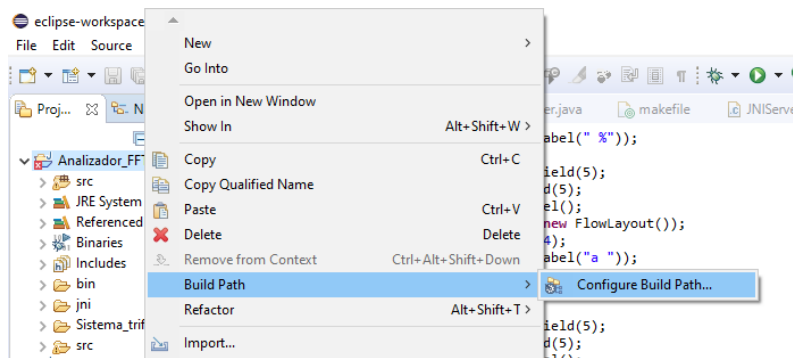 eclipse-workspace
File Edit Source
Proj... N
Analizador_FFT
src
JRE System
Referenced
Binaries
Includes
bin
jni
Sistema_trif
src
New
Go Into
Open in New Window
Show In Alt+Shift+W
Copy Ctrl+C
Copy Qualified Name
Paste Ctrl+V
Delete Delete
Remove from Context Ctrl+Alt+Shift+Down
Build Path
Refactor Alt+Shift+T
Import...
Configure Build Path...
er.java makefile JNIServe
abel(" %"));
ield(5);
d(5);
el();
new FlowLayout());
4);
abel("a "));
ield(5);
d(5);